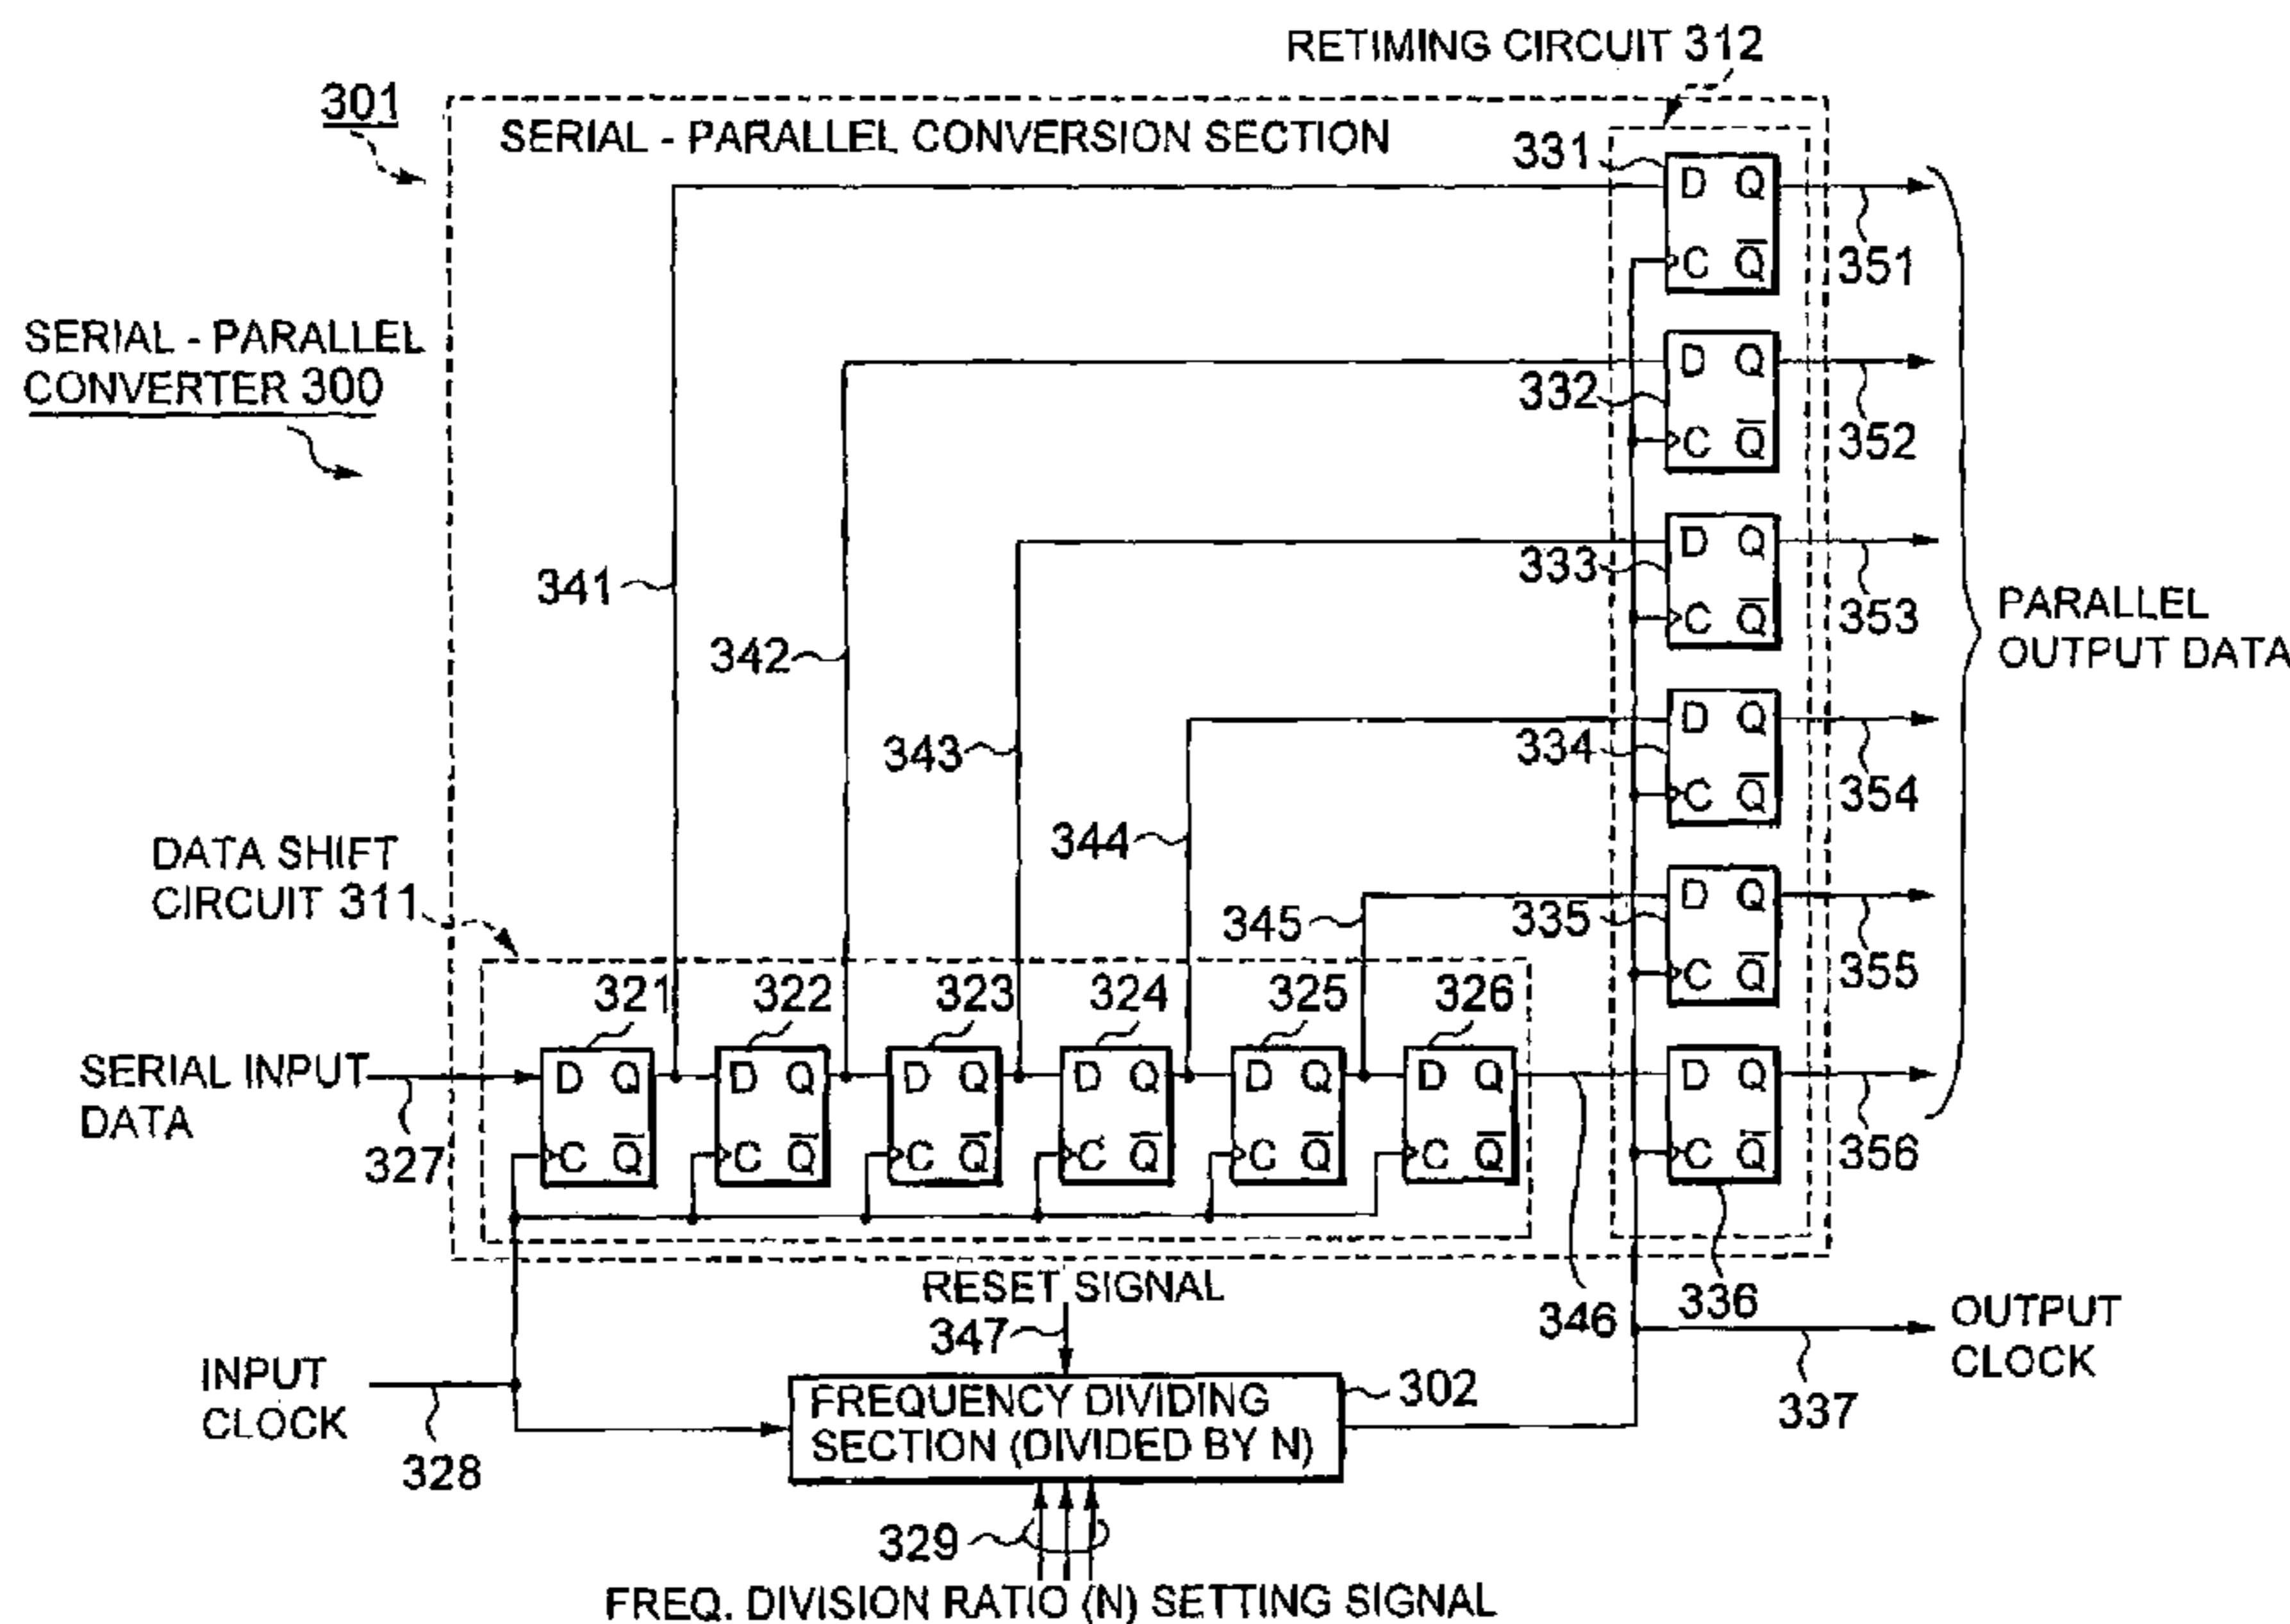 RETIMING CIRCUIT 312
301
SERIAL - PARALLEL CONVERSION SECTION
331
D Q
C Q̅
351
SERIAL - PARALLEL
CONVERTER 300
332
D Q
C Q̅
352
333
D Q
C Q̅
353
341
342
PARALLEL
OUTPUT DATA
343
334
D Q
C Q̅
354
344
DATA SHIFT
CIRCUIT 311
345
335
D Q
C Q̅
355
321 322 323 324 325 326
SERIAL INPUT
DATA
327
D Q D Q D Q D Q D Q D Q D Q
C Q̅ C Q̅ C Q̅ C Q̅ C Q̅ C Q̅ C Q̅
356
RESET SIGNAL
347
346
336
OUTPUT
CLOCK
337
INPUT
CLOCK
328
FREQUENCY DIVIDING
SECTION (DIVIDED BY N)
302
329
FREQ. DIVISION RATIO (N) SETTING SIGNAL